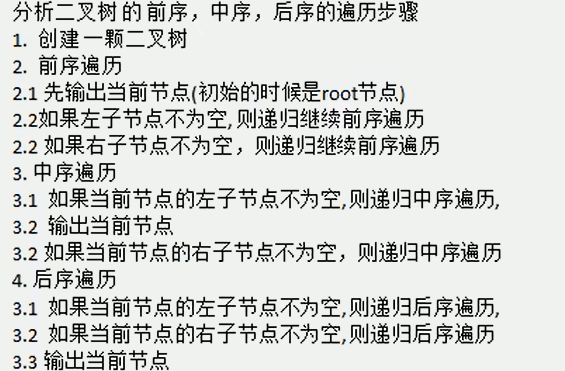 分析二叉树 的 前序，中序，后序的遍历步骤
1. 创建一颗二叉树
2. 前序遍历
2.1 先输出当前节点(初始的时候是root节点)
2.2如果左子节点不为空,则递归继续前序遍历
2.2 如果右子节点不为空，则递归继续前序遍历
3. 中序遍历
3.1 如果当前节点的左子节点不为空,则递归中序遍历,
3.2 输出当前节点
3.2 如果当前节点的右子节点不为空，则递归中序遍历
4. 后序遍历
3.1 如果当前节点的左子节点不为空,则递归后序遍历,
3.2 如果当前节点的右子节点不为空,则递归后序遍历
3.3 输出当前节点